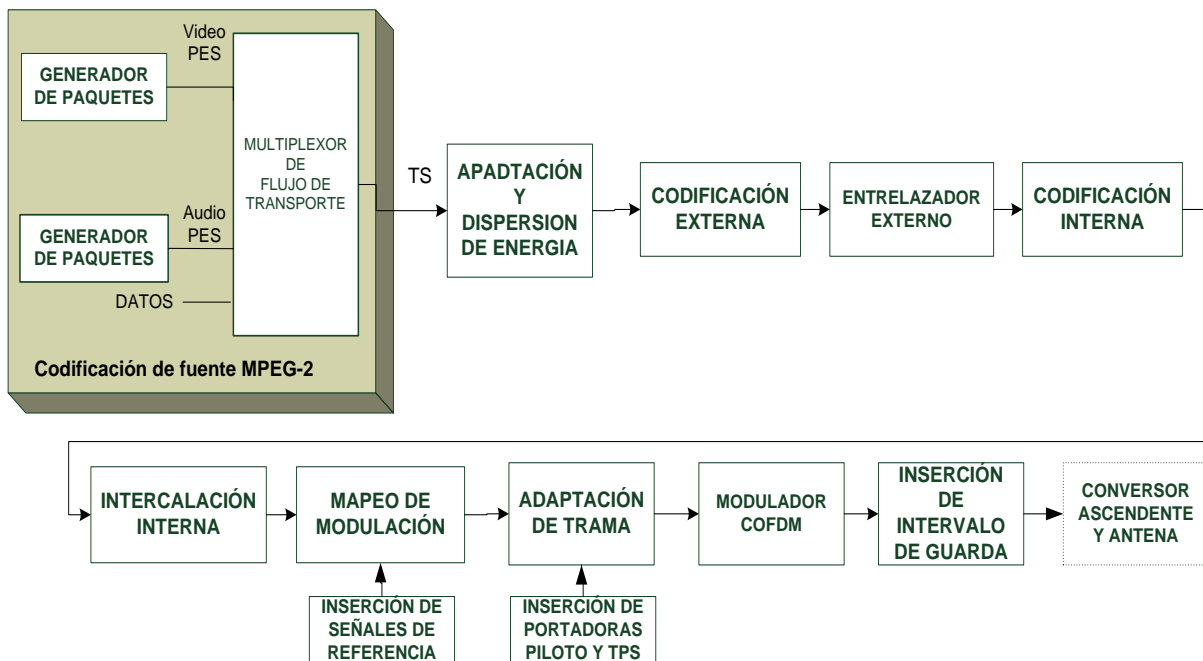 Video
PES
GENERADOR
DE PAQUETES
MULTIPLEXOR
DE
FLUJO DE
TRANSPORTE
Audio
PES
GENERADOR
DE PAQUETES
DATOS
Codificación de fuente MPEG-2
TS
APADTACIÓN
Y
DISPERSION
DE ENERGIA
CODIFICACIÓN
EXTERNA
ENTRELAZADOR
EXTERNO
CODIFICACIÓN
INTERNA
INTERCALACIÓN
INTERNA
MAPEO DE
MODULACIÓN
ADAPTACIÓN
DE TRAMA
MODULADOR
COFDM
INSERCIÓN
DE
INTERVALO
DE GUARDA
CONVERSOR
ASCENDENTE
Y ANTENA
INSERCIÓN DE
SEÑALES DE
REFERENCIA
INSERCIÓN DE
PORTADORAS
PILOTO Y TPS